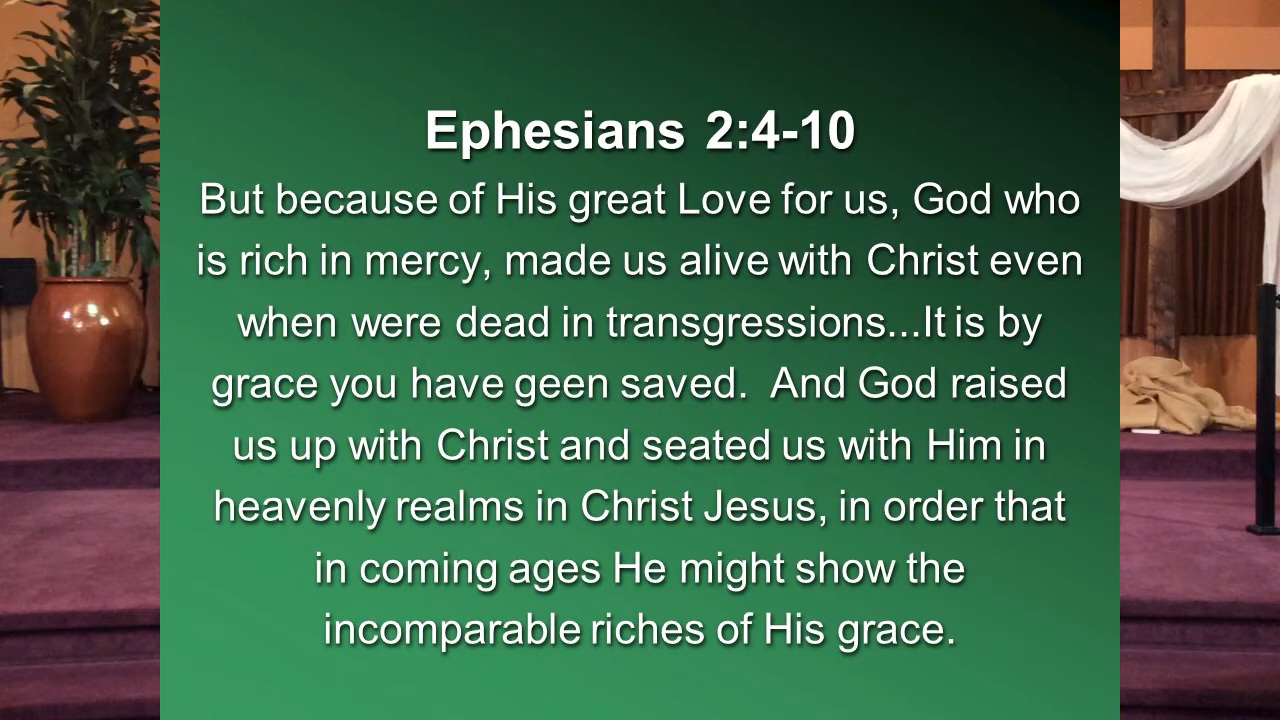 Ephesians 2:4-10
But because of His great Love for us, God who
is rich in mercy, made us alive with Christ even
when were dead in transgressions...It is by
grace you have geen saved.  And God raised
us up with Christ and seated us with Him in
heavenly realms in Christ Jesus, in order that
in coming ages He might show the
incomparable riches of His grace.